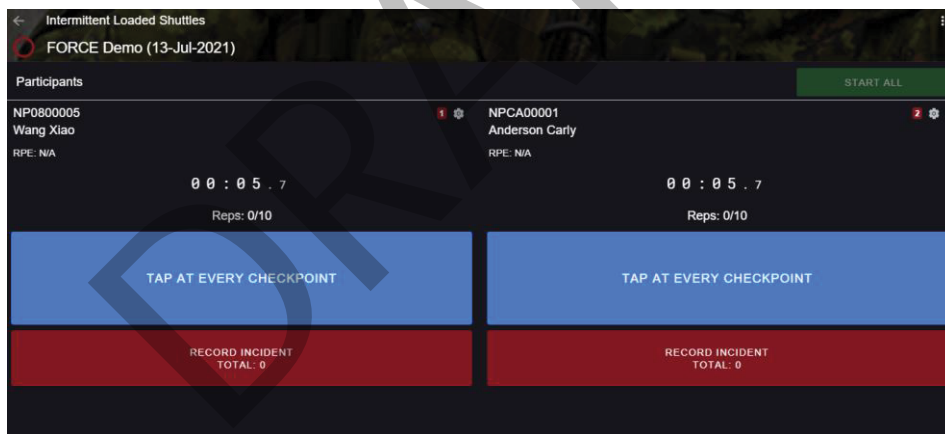 Intermittent Loaded Shuttles
FORCE Demo (13-Jul-2021)
Participants
START ALL
NP0800005
1
Wang Xiao
RPE: N/A
00:05.7
Reps: 0/10
TAP AT EVERY CHECKPOINT
RECORD INCIDENT
TOTAL: 0
NPCA00001
2
Anderson Carly
RPE: N/A
00:05.7
Reps: 0/10
TAP AT EVERY CHECKPOINT
RECORD INCIDENT
TOTAL: 0